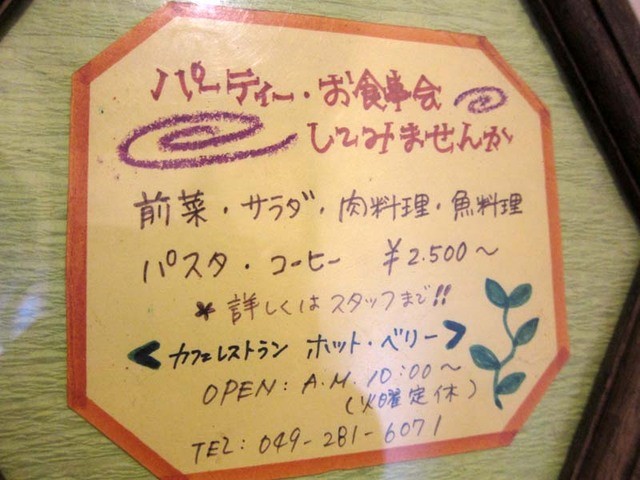 パーティー・お食事会
してみませんか
前菜・サラダ・肉料理・魚料理
パスタ・コーヒー ¥2.500〜
* 詳しくはスタッフまで!!
<カフェレストラン ホット・ベリー>
OPEN: A.M.10:00〜
(火曜定休)
TEL: 049-281-6071